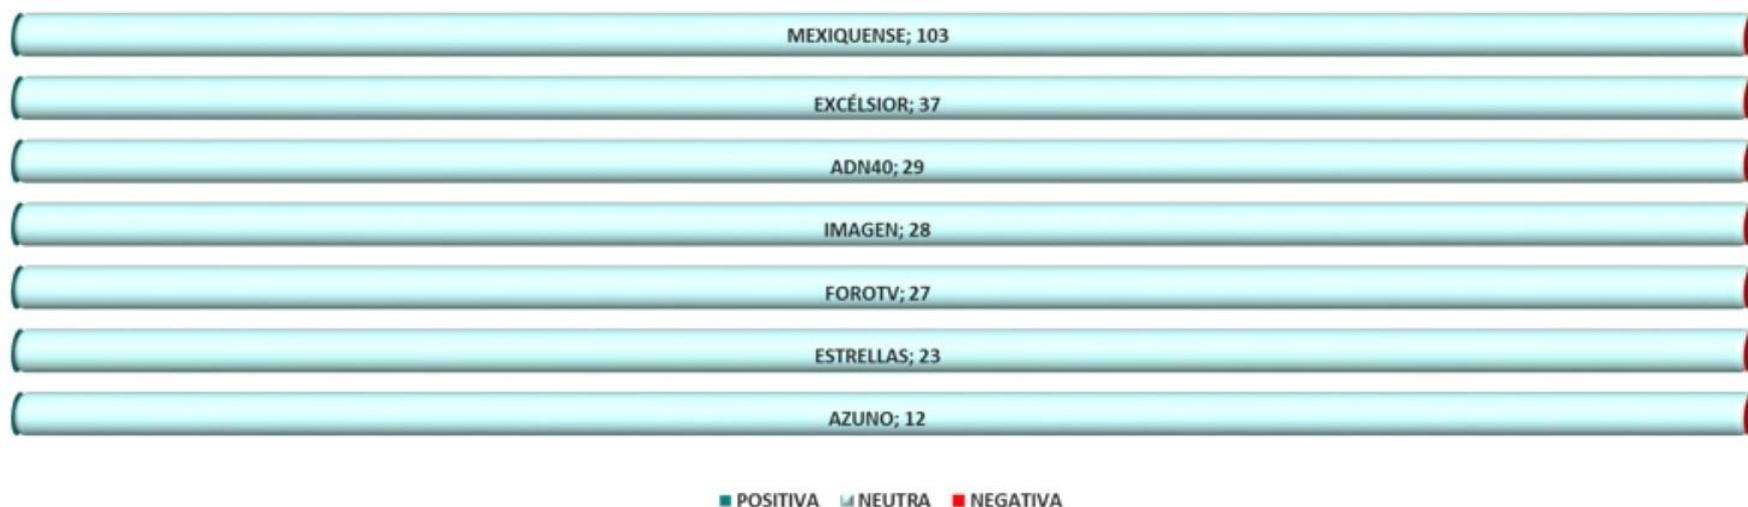 MEXIQUENSE; 103
EXCÉLSIOR; 37
ADN40; 29
IMAGEN; 28
FOROTV; 27
ESTRELLAS; 23
AZUNO; 12
POSITIVA NEUTRA NEGATIVA